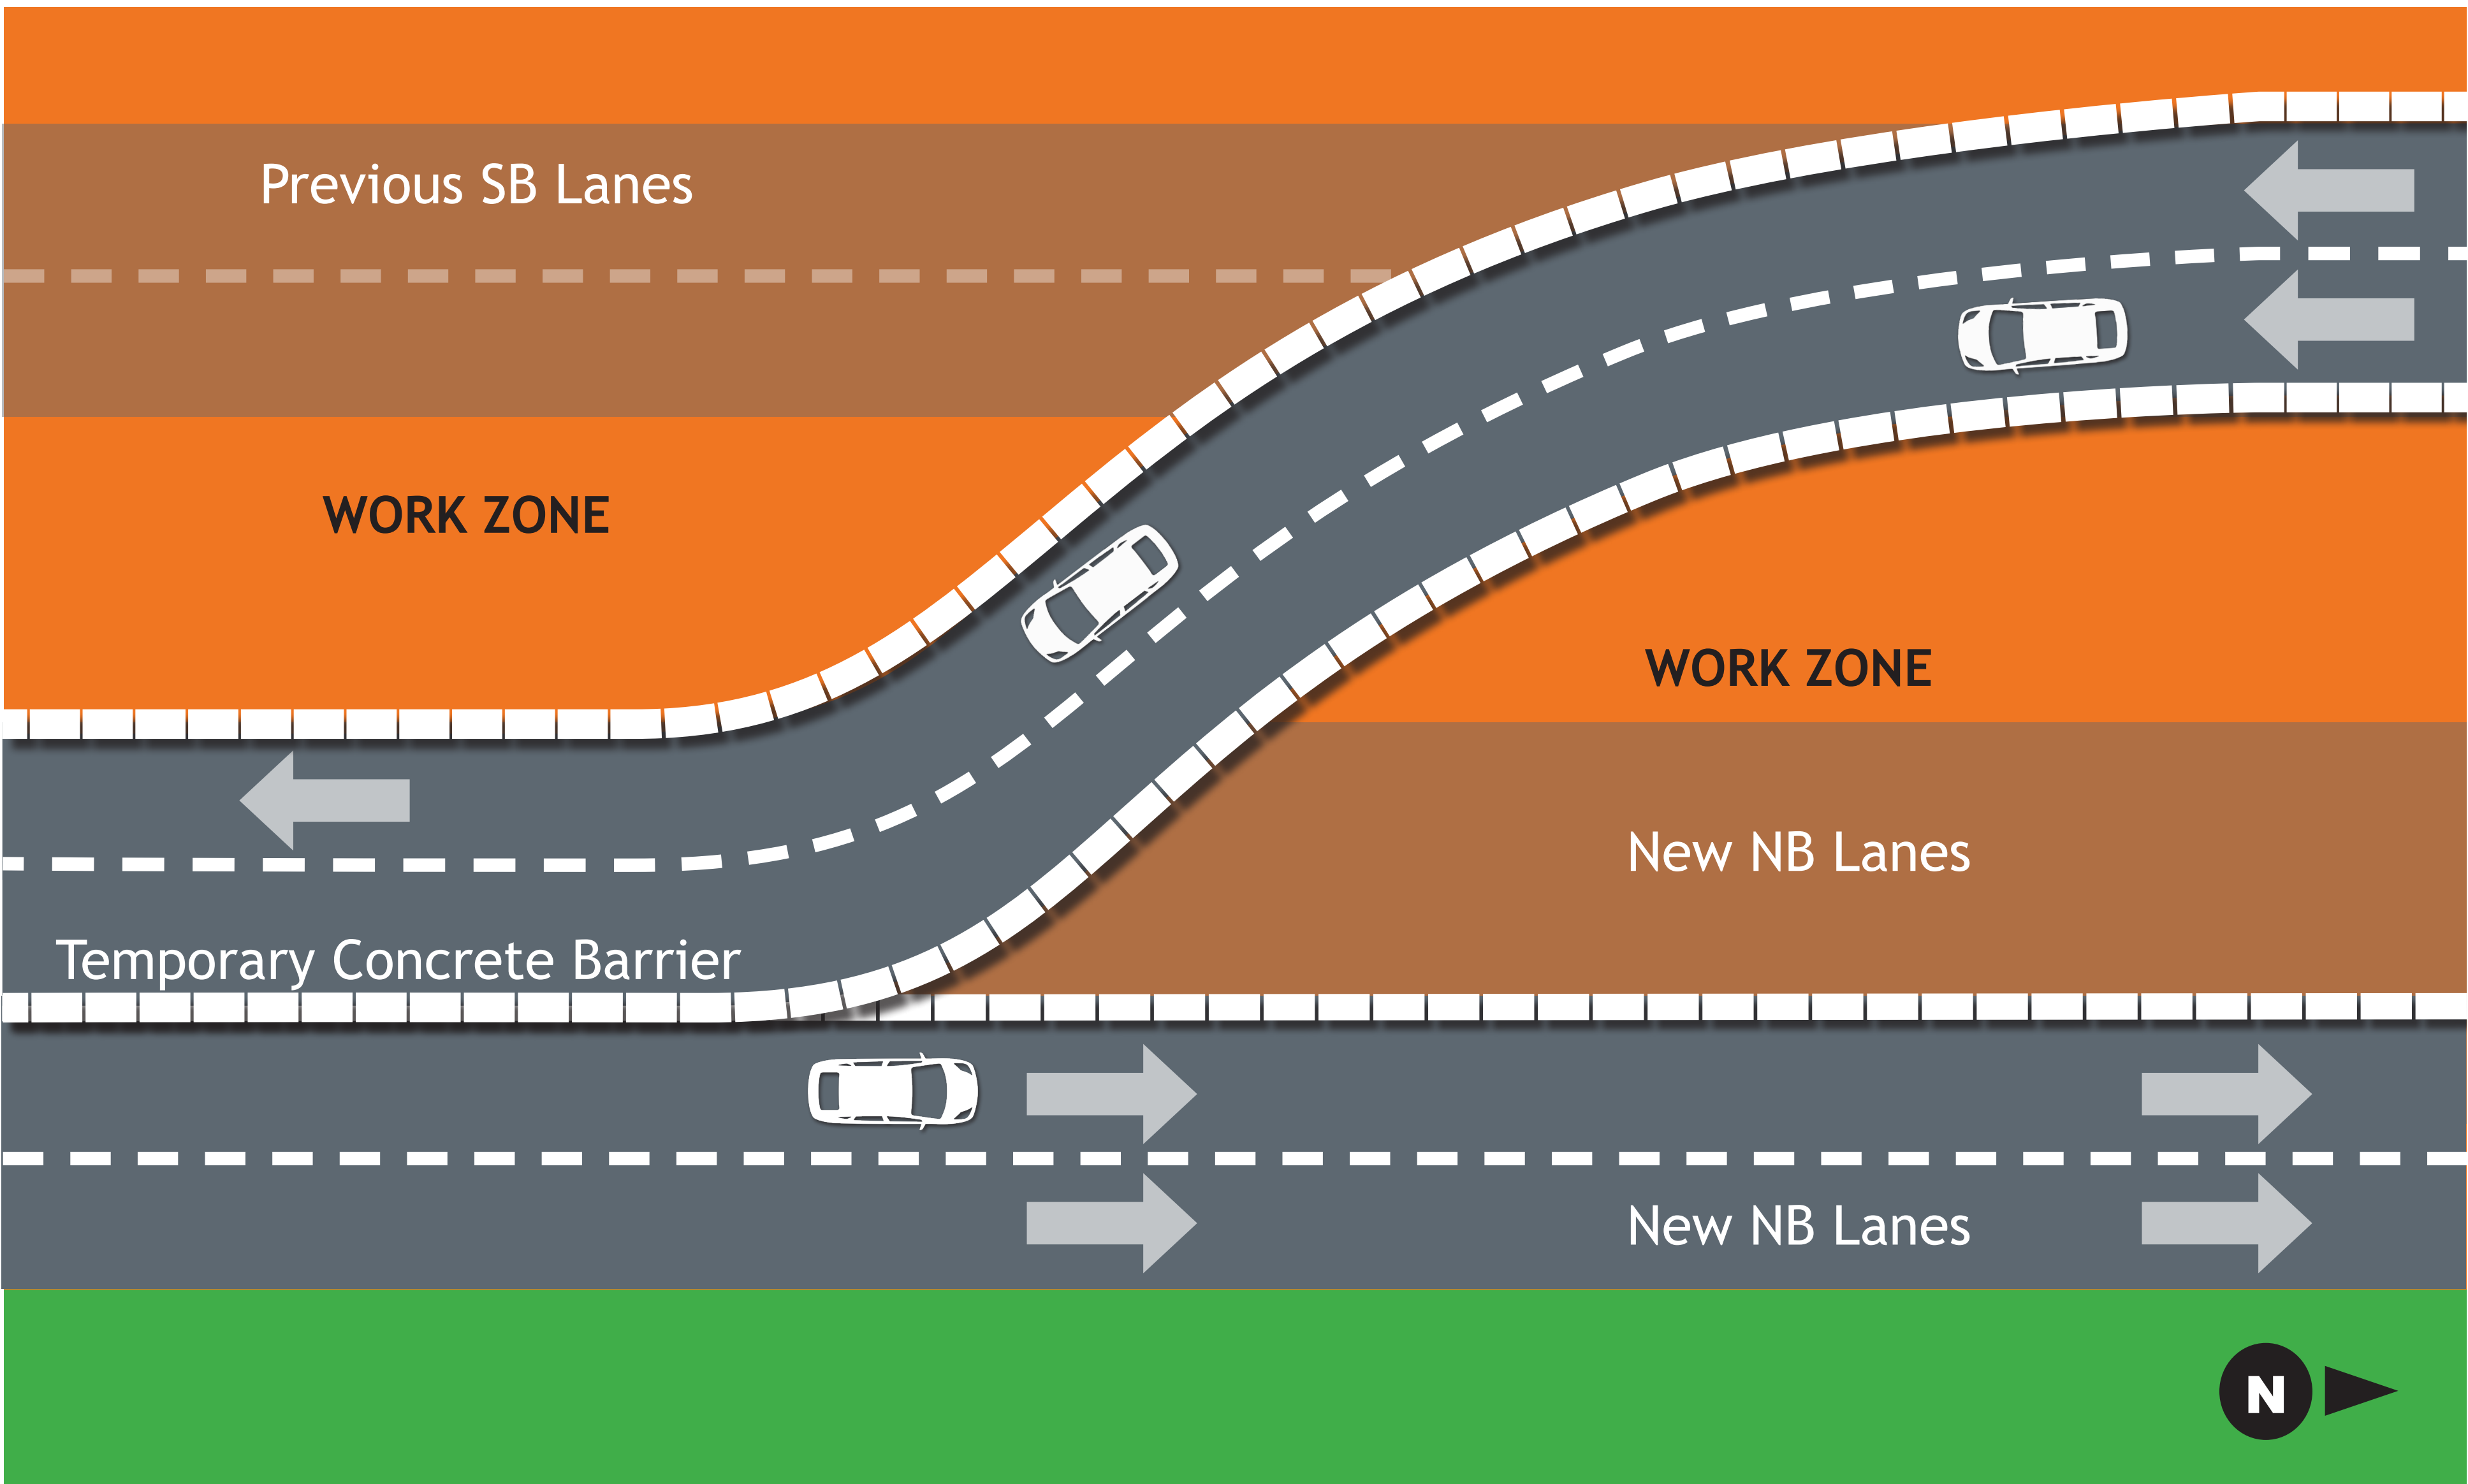 Previous SB Lanes
WORK ZONE
WORK ZONE
New NB Lanes
Temporary Concrete Barrier
New NB Lanes
N